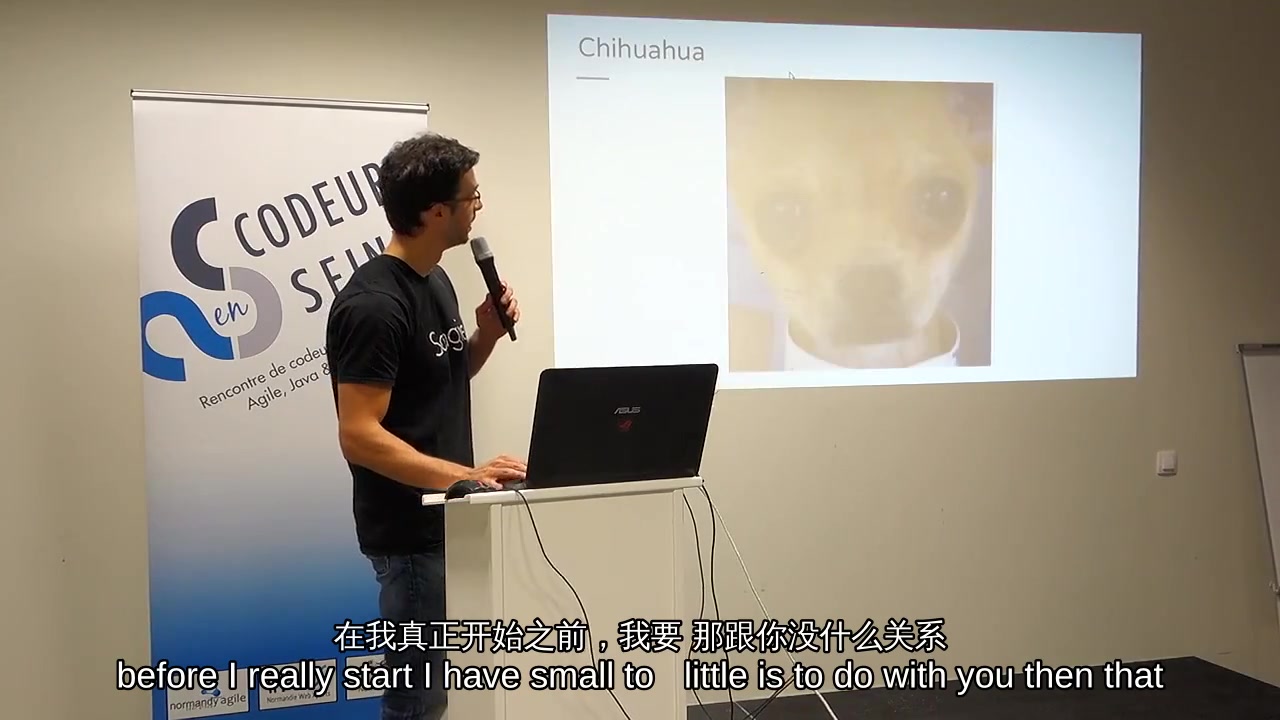 Chihuahua
CODEUR
en
SEIN
Rencontre de codeu
Agile, Java &
ASUS
在我真正开始之前，我要 那跟你没什么关系
before I really start I have small to little is to do with you then that
normandy agile